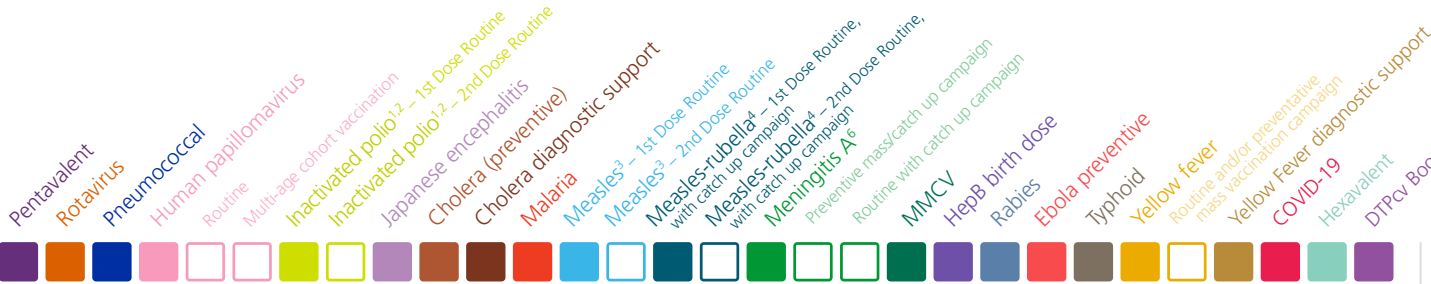 Pentavalent
Rotavirus
Pneumococcal
Human papillomavirus
Routine
Multi-age cohort vaccination
Inactivated polio¹,² – 1st Dose Routine
Inactivated polio¹,² – 2nd Dose Routine
Japanese encephalitis
Cholera (preventive)
Cholera diagnostic support
Malaria
Measles³ – 1st Dose Routine
Measles³ – 2nd Dose Routine
Measles-rubella⁴ – 1st Dose Routine,
with catch up campaign
Measles-rubella⁴ – 2nd Dose Routine,
with catch up campaign
Meningitis A⁶
Preventive mass/catch up campaign
Routine with catch up campaign
MMCV
HepB birth dose
Rabies
Ebola preventive
Typhoid
Yellow fever
Routine and/or preventative
mass vaccination campaign
Yellow Fever diagnostic support
COVID-19
Hexavalent
DTPcv Boo